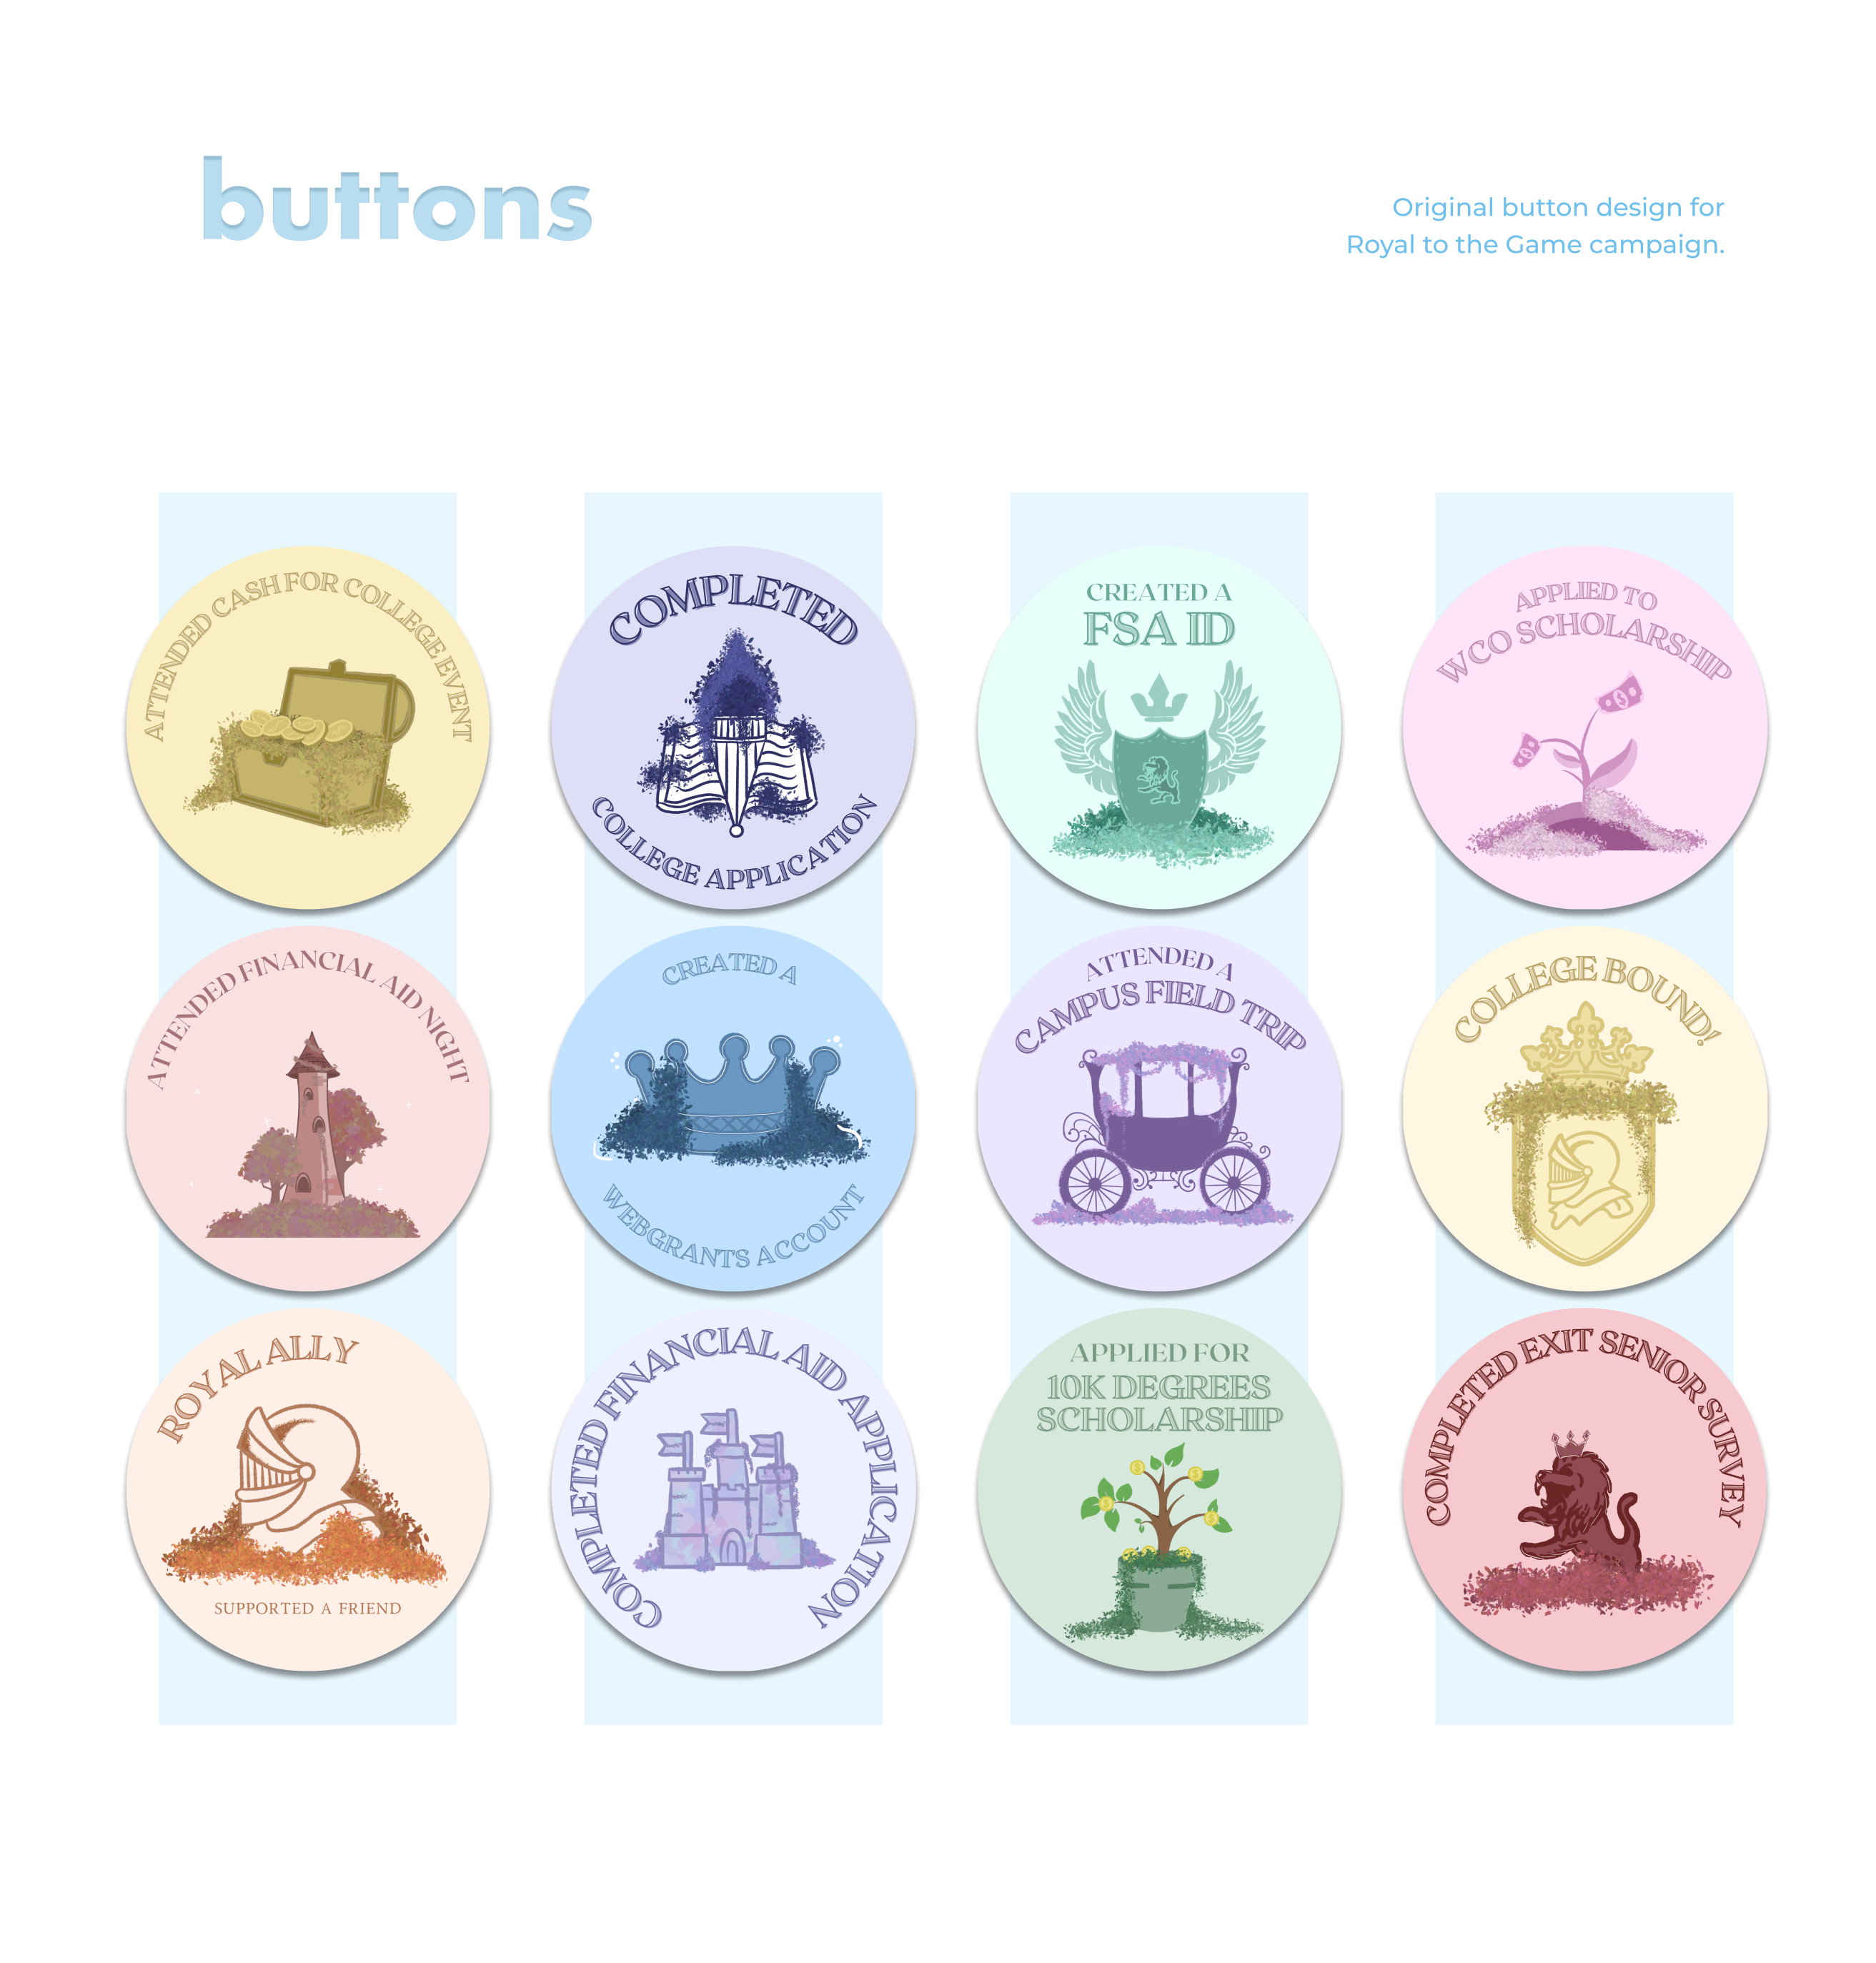 buttons
Original button design for
Royal to the Game campaign.
ATTENDED CASH FOR COLLEGE EVENT
COMPLETED
COLLEGE APPLICATION
CREATED A
FSA ID
APPLIED TO
WCO SCHOLARSHIP
ATTENDED FINANCIAL AID NIGHT
CREATED A
WEBGRANTS ACCOUNT
ATTENDED A
CAMPUS FIELD TRIP
COLLEGE BOUND!
ROYAL ALLY
SUPPORTED A FRIEND
COMPLETED FINANCIAL AID APPLICATION
APPLIED FOR
10K DEGREES
SCHOLARSHIP
COMPLETED EXIT SENIOR SURVEY